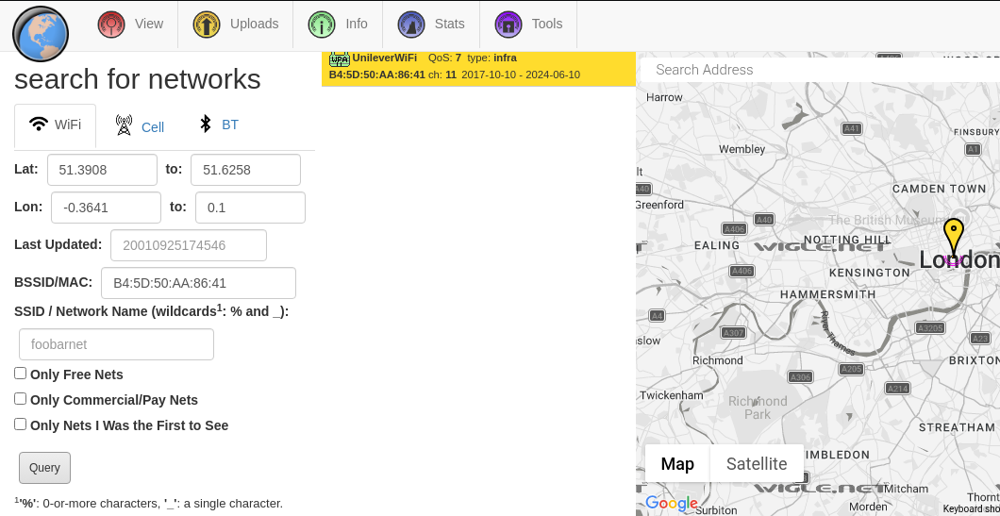 View
Uploads
Info
Stats
Tools
search for networks
WiFi
Cell
BT
Lat: 51.3908 to: 51.6258
Lon: -0.3641 to: 0.1
Last Updated: 20010925174546
BSSID/MAC: B4:5D:50:AA:86:41
SSID / Network Name (wildcards1: % and _):
foobarnet
Only Free Nets
Only Commercial/Pay Nets
Only Nets I Was the First to See
Query
1'%': 0-or-more characters, '_': a single character.
WPA UnileverWiFi QoS: 7 type: infra
B4:5D:50:AA:86:41 ch: 11 2017-10-10 - 2024-06-10
Search Address
Harrow
A41
FINSBURY
A1
Wembley
lt
A40
CAMDEN TOWN
Greenford
A40
The British Museum
A406
NOTTING HILL
EALING
WIGLE.NET
London
A406
KENSINGTON
HAMMERSMITH
A4
River Thames
A3205
A307
A23
slow
Richmond
A205
BRIXTON
A306
A214
Twickenham
Richmond
Park
STREATHAM
Map
Satellite
IMBLEDON
WIGLE.NET
Mitcham
Google
Thornt
Surbiton
Morden
Keyboard sho